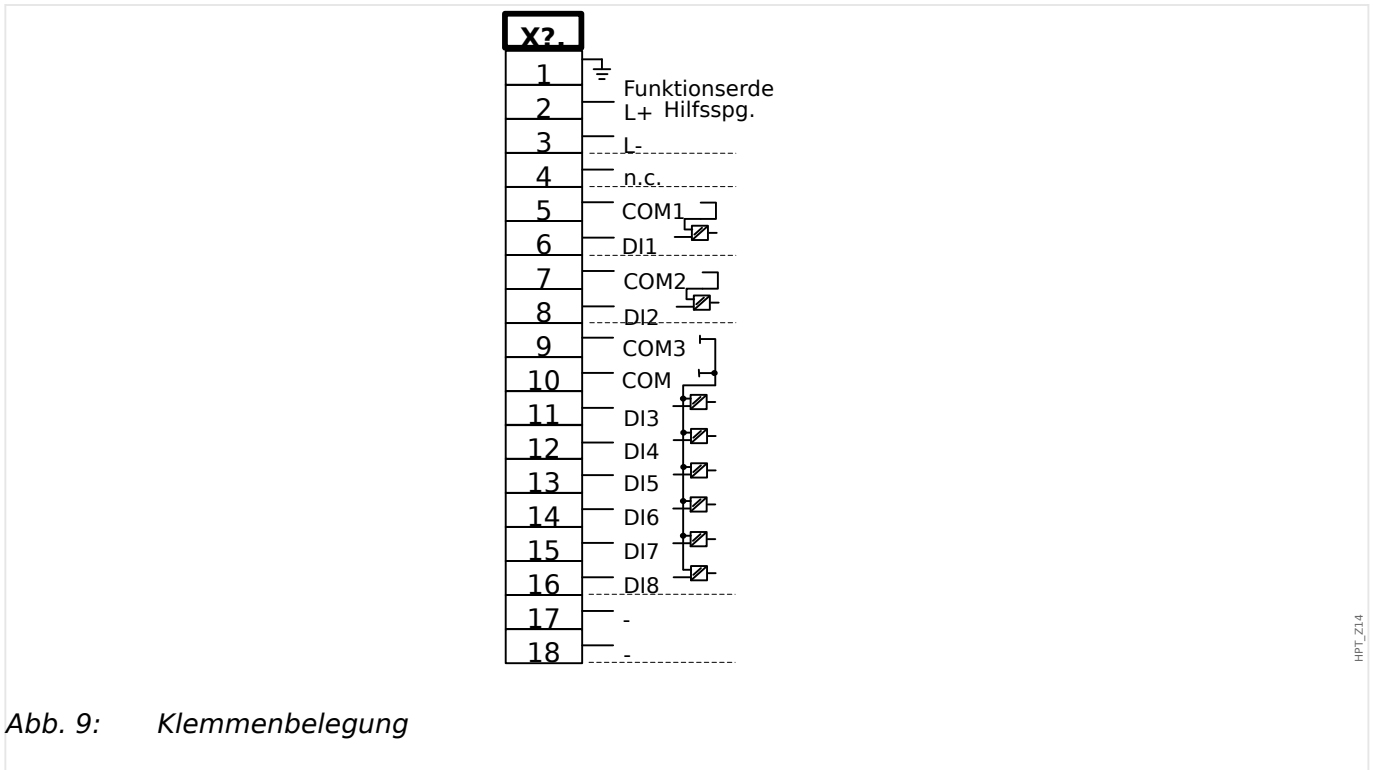 X?.
1
Funktionserde
2 L+ Hilfsspg.
3 L-
4 n.c.
5 COM1
6 DI1
7 COM2
8 DI2
9 COM3
10 COM
11 DI3
12 DI4
13 DI5
14 DI6
15 DI7
16 DI8
17 -
18 -
HPT_Z14
Abb. 9: Klemmenbelegung